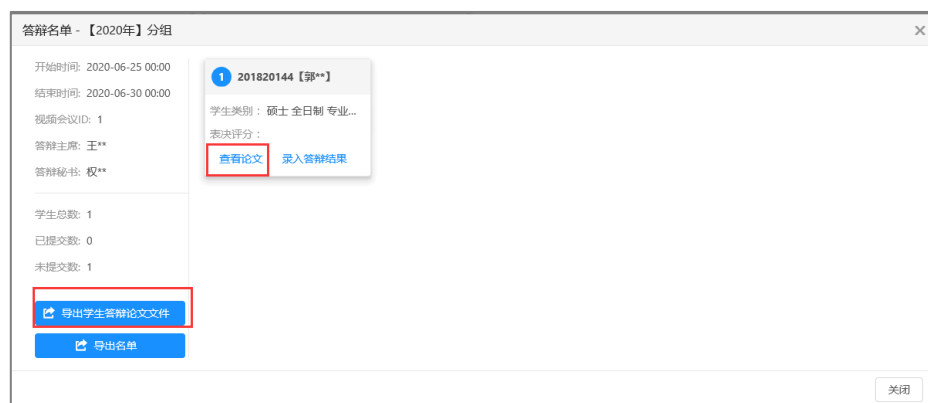 答辩名单 - 【2020年】分组
开始时间: 2020-06-25 00:00
结束时间: 2020-06-30 00:00
视频会议ID: 1
答辩主席: 王**
答辩秘书: 权**
学生总数: 1
已提交数: 0
未提交数: 1
导出学生答辩论文文件
导出名单
1 201820144【郭**】
学生类别： 硕士 全日制 专业...
表决评分：
查看论文 录入答辩结果
关闭